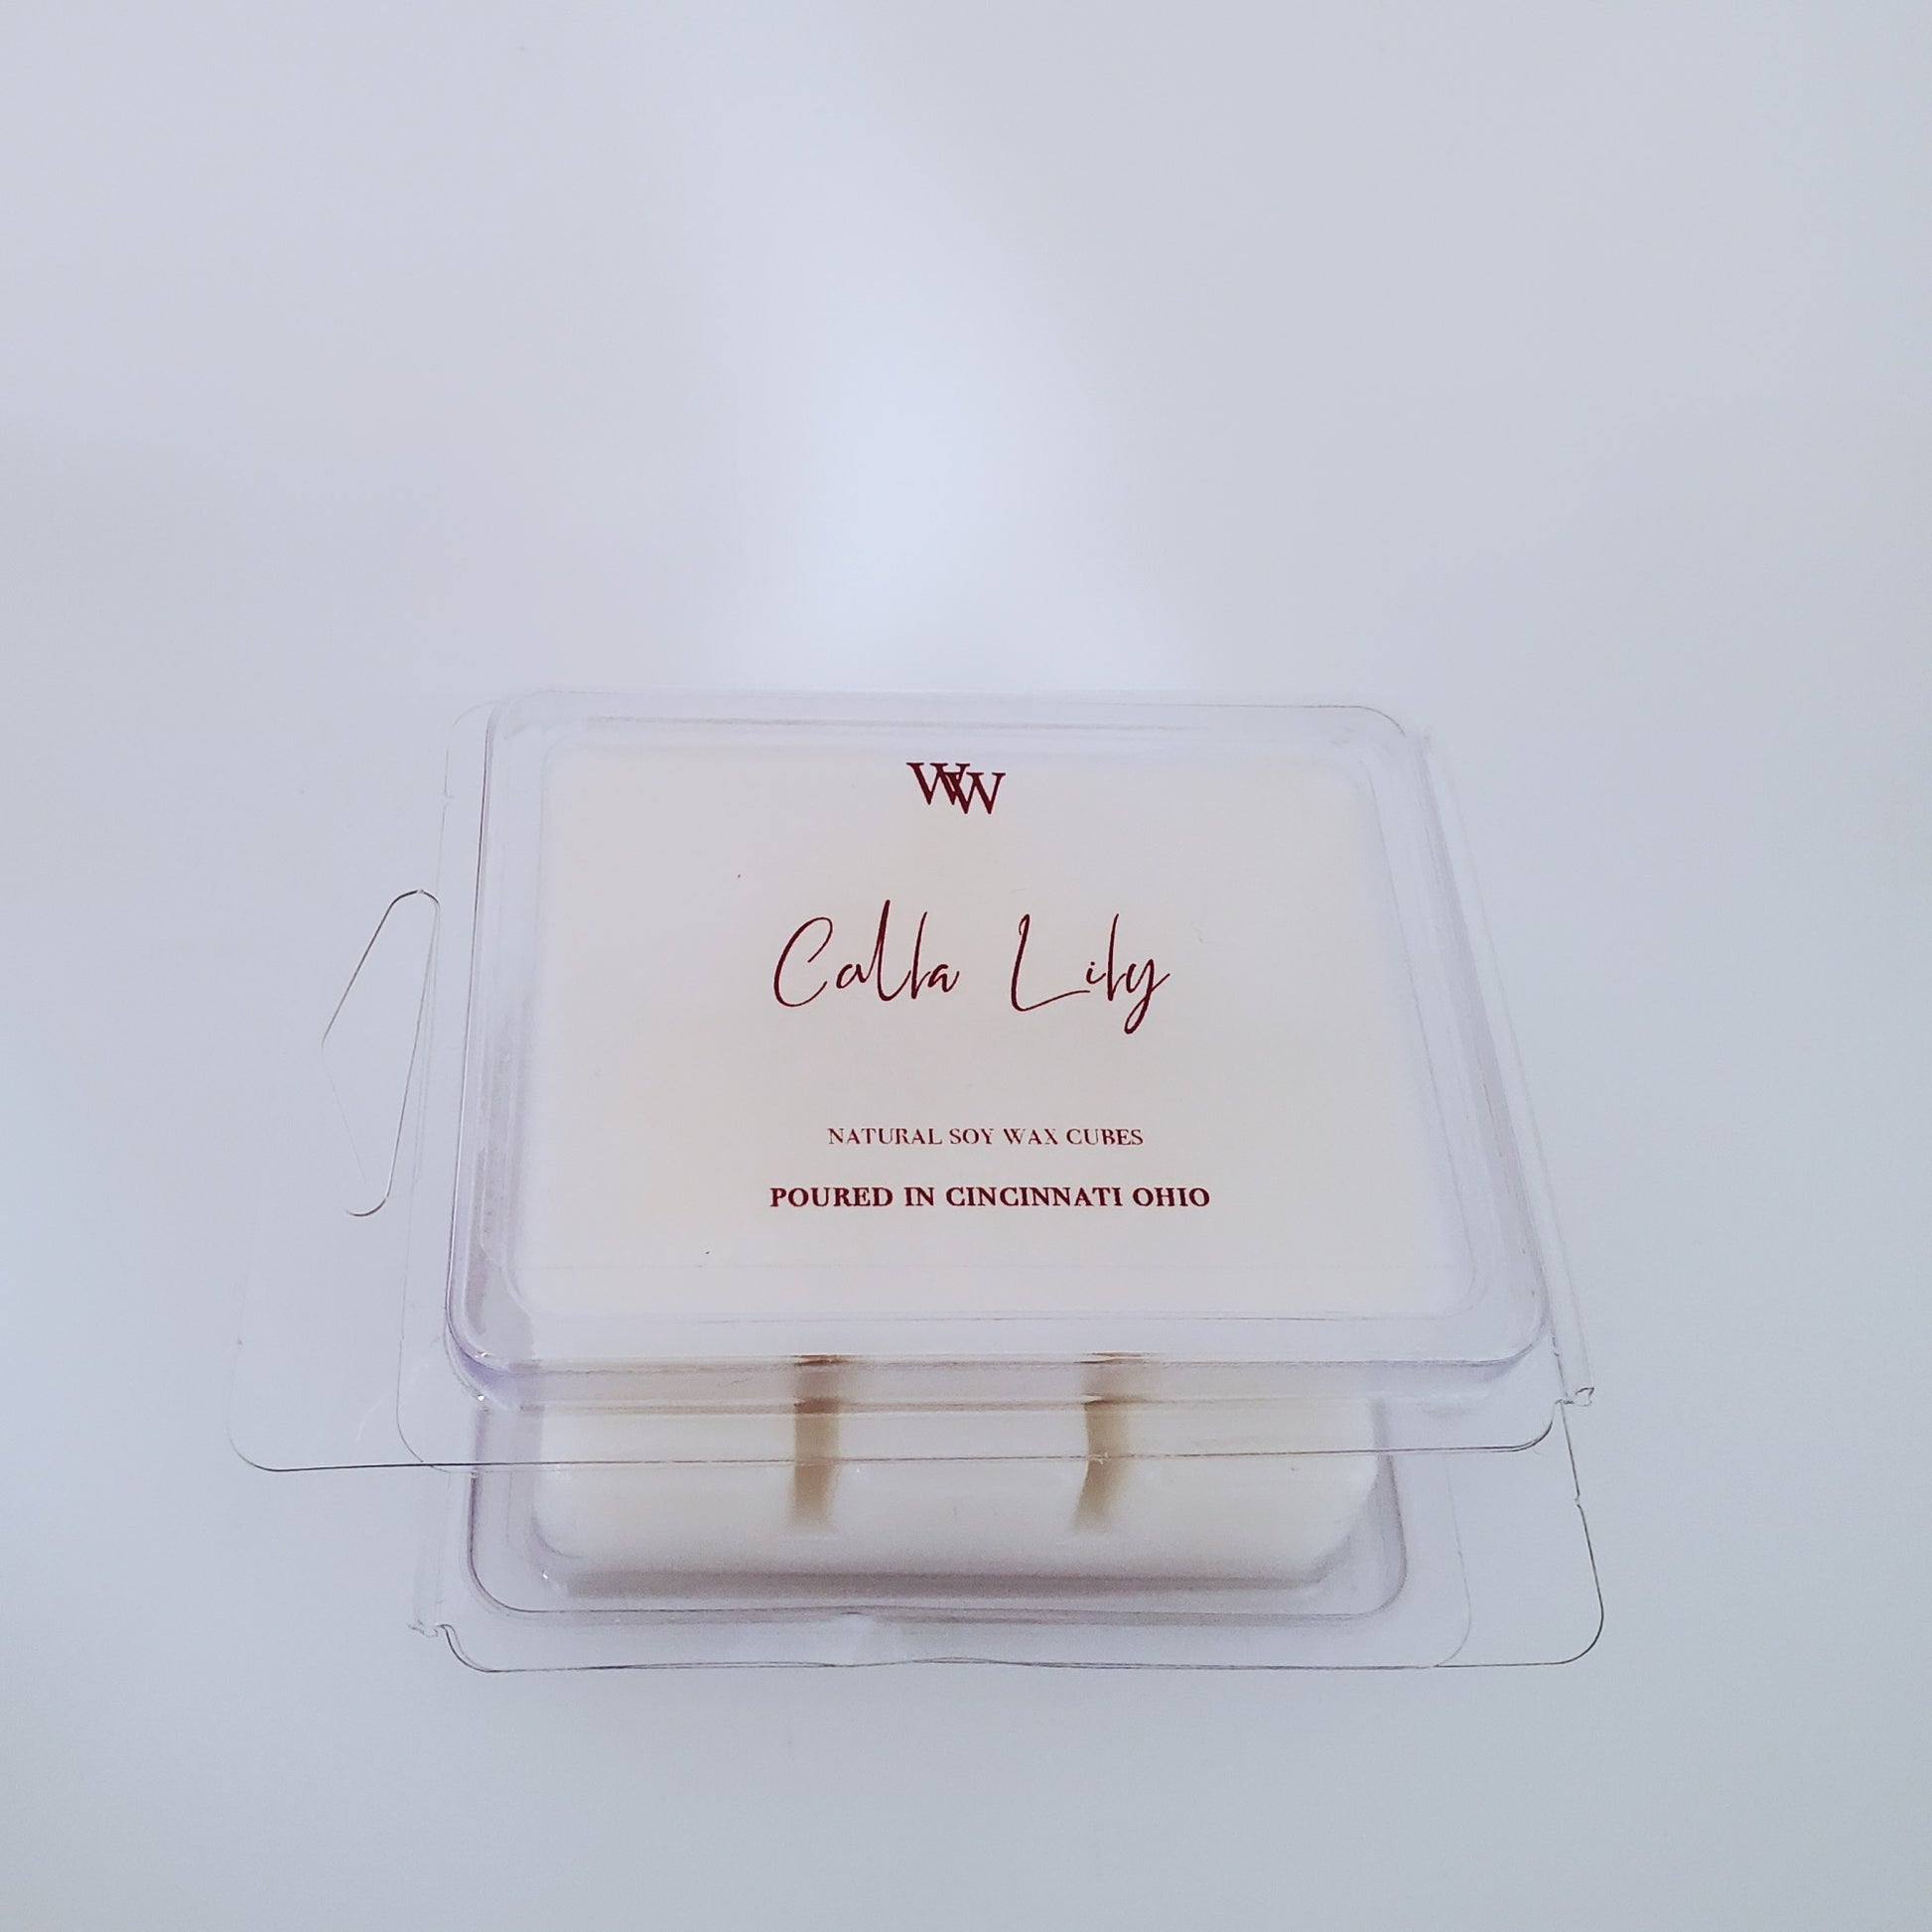 WW
Calla Lily
NATURAL SOY WAX CUBES
POURED IN CINCINNATI OHIO